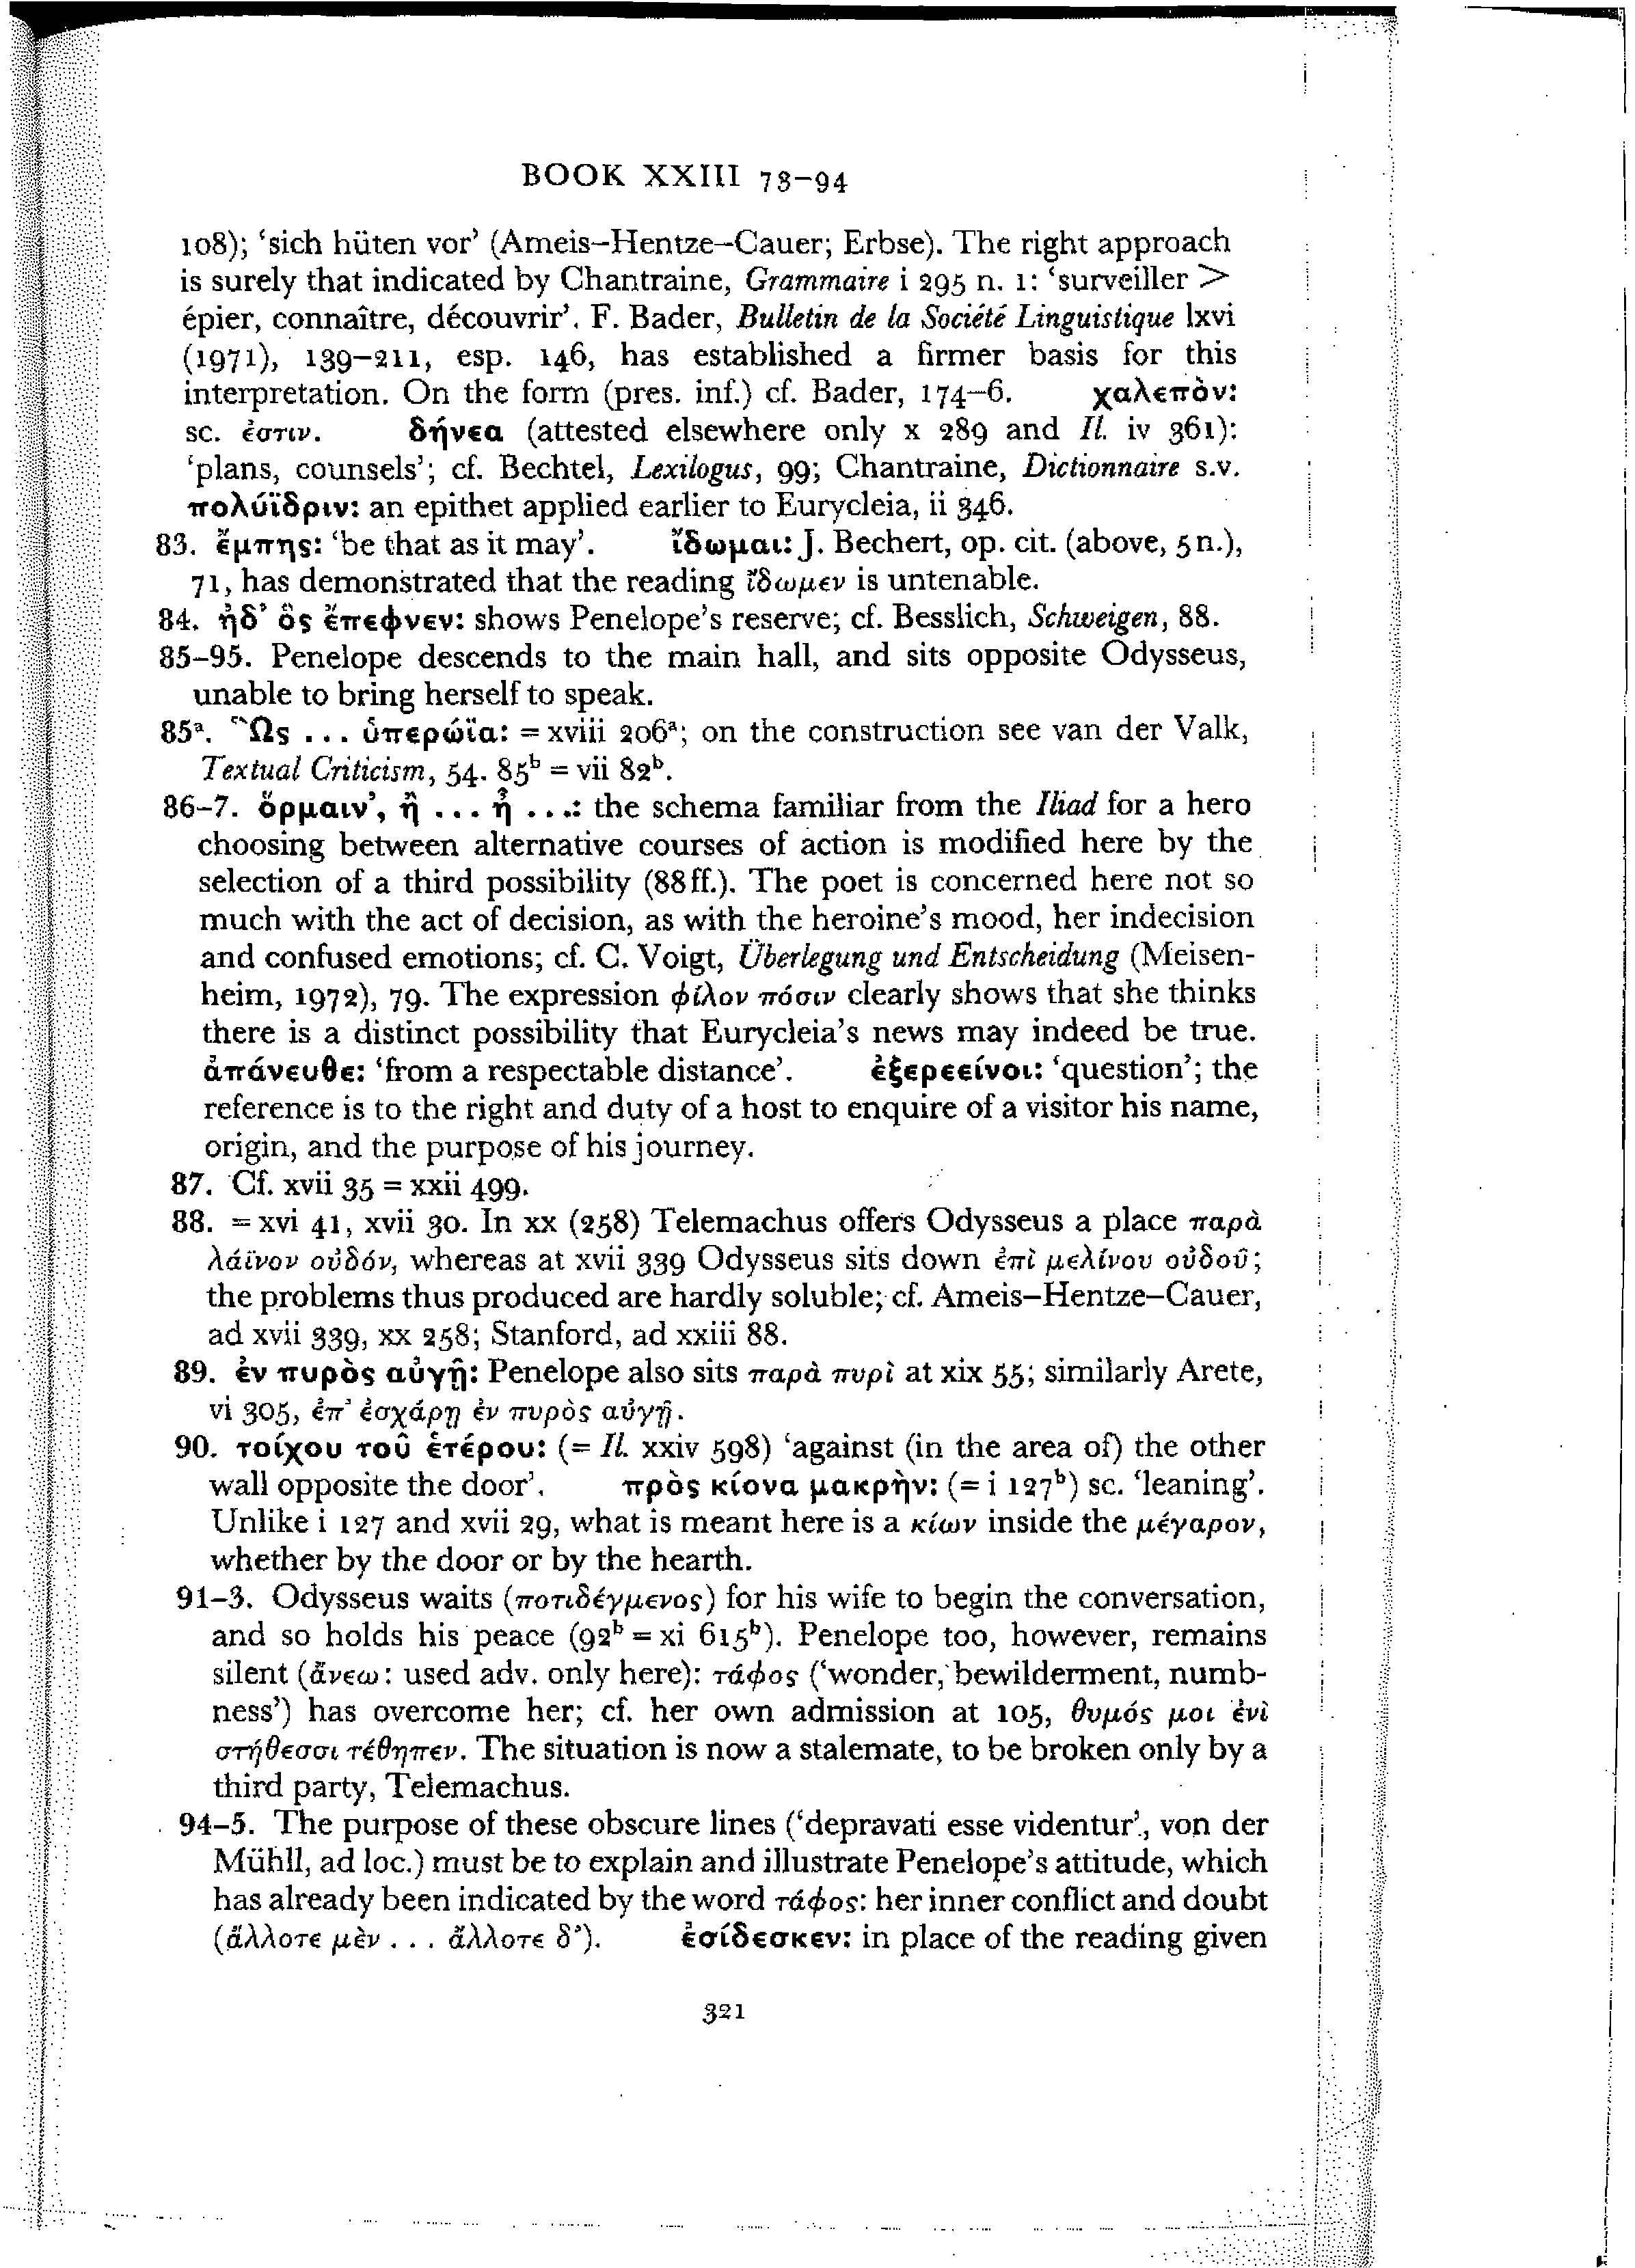 BOOK XXIII 73–94
108); ‘sich hüten vor’ (Ameis–Hentze–Cauer; Erbse). The right approach
is surely that indicated by Chantraine, Grammaire i 295 n. 1: ‘surveiller >
épier, connaître, découvrir’. F. Bader, Bulletin de la Société Linguistique lxvi
(1971), 139–211, esp. 146, has established a firmer basis for this
interpretation. On the form (pres. inf.) cf. Bader, 174–6. χαλεπὸν:
sc. ἐστιν. δήνεα (attested elsewhere only x 289 and Il. iv 361):
‘plans, counsels’; cf. Bechtel, Lexilogus, 99; Chantraine, Dictionnaire s.v.
πολύϊδριν: an epithet applied earlier to Eurycleia, ii 346.
83. ἔμπης: ‘be that as it may’. ἴδωμαι: J. Bechert, op. cit. (above, 5 n.),
71, has demonstrated that the reading ἴδωμεν is untenable.
84. ἠδ’ ὃς ἔπεφνεν: shows Penelope’s reserve; cf. Besslich, Schweigen, 88.
85–95. Penelope descends to the main hall, and sits opposite Odysseus,
unable to bring herself to speak.
85ᵃ. Ὣς ... ὑπερώϊα: = xviii 206ᵃ; on the construction see van der Valk,
Textual Criticism, 54. 85ᵇ = vii 82ᵇ.
86–7. ὅρμαιν’, ἢ ... ἦ ...: the schema familiar from the Iliad for a hero
choosing between alternative courses of action is modified here by the
selection of a third possibility (88 ff.). The poet is concerned here not so
much with the act of decision, as with the heroine’s mood, her indecision
and confused emotions; cf. C. Voigt, Überlegung und Entscheidung (Meisen-
heim, 1972), 79. The expression φίλον πόσιν clearly shows that she thinks
there is a distinct possibility that Eurycleia’s news may indeed be true.
ἀπάνευθε: ‘from a respectable distance’. ἐξερεείνοι: ‘question’; the
reference is to the right and duty of a host to enquire of a visitor his name,
origin, and the purpose of his journey.
87. Cf. xvii 35 = xxii 499.
88. = xvi 41, xvii 30. In xx (258) Telemachus offers Odysseus a place παρὰ
λάϊνον οὐδόν, whereas at xvii 339 Odysseus sits down ἐπὶ μελίνου οὐδοῦ;
the problems thus produced are hardly soluble; cf. Ameis–Hentze–Cauer,
ad xvii 339, xx 258; Stanford, ad xxiii 88.
89. ἐν πυρὸς αὐγῇ: Penelope also sits παρὰ πυρὶ at xix 55; similarly Arete,
vi 305, ἐπ’ ἐσχάρῃ ἐν πυρὸς αὐγῇ.
90. τοίχου τοῦ ἑτέρου: (= Il. xxiv 598) ‘against (in the area of) the other
wall opposite the door’. πρὸς κίονα μακρὴν: (= i 127ᵇ) sc. ‘leaning’.
Unlike i 127 and xvii 29, what is meant here is a κίων inside the μέγαρον,
whether by the door or by the hearth.
91–3. Odysseus waits (ποτιδέγμενος) for his wife to begin the conversation,
and so holds his peace (92ᵇ = xi 615ᵇ). Penelope too, however, remains
silent (ἄνεω: used adv. only here): τάφος (‘wonder, bewilderment, numb-
ness’) has overcome her; cf. her own admission at 105, θυμός μοι ἐνὶ
στήθεσσι τέθηπεν. The situation is now a stalemate, to be broken only by a
third party, Telemachus.
94–5. The purpose of these obscure lines (‘depravati esse videntur’, von der
Mühll, ad loc.) must be to explain and illustrate Penelope’s attitude, which
has already been indicated by the word τάφος: her inner conflict and doubt
(ἄλλοτε μὲν ... ἄλλοτε δ’). ἐσίδεσκεν: in place of the reading given
321